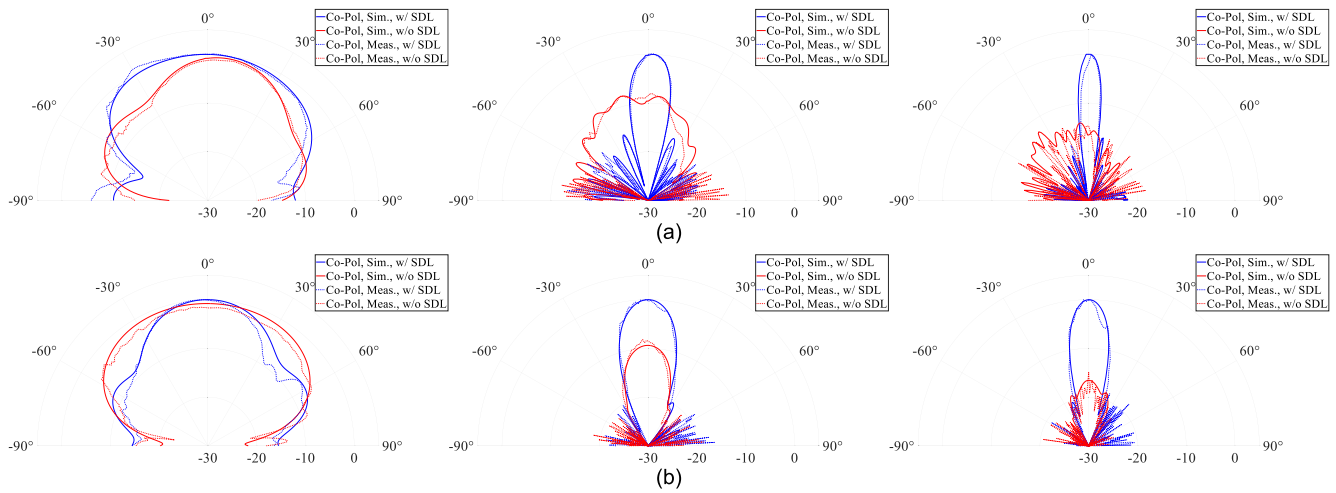 0°
-30°
30°
-60°
60°
-90°
90°
-30 -20 -10 0
Co-Pol, Sim., w/ SDL
Co-Pol, Sim., w/o SDL
Co-Pol, Meas., w/ SDL
Co-Pol, Meas., w/o SDL
0°
-30°
30°
-60°
60°
-90°
90°
-30 -20 -10 0
Co-Pol, Sim., w/ SDL
Co-Pol, Sim., w/o SDL
Co-Pol, Meas., w/ SDL
Co-Pol, Meas., w/o SDL
0°
-30°
30°
-60°
60°
-90°
90°
-30 -20 -10 0
Co-Pol, Sim., w/ SDL
Co-Pol, Sim., w/o SDL
Co-Pol, Meas., w/ SDL
Co-Pol, Meas., w/o SDL
(a)
0°
-30°
30°
-60°
60°
-90°
90°
-30 -20 -10 0
Co-Pol, Sim., w/ SDL
Co-Pol, Sim., w/o SDL
Co-Pol, Meas., w/ SDL
Co-Pol, Meas., w/o SDL
0°
-30°
30°
-60°
60°
-90°
90°
-30 -20 -10 0
Co-Pol, Sim., w/ SDL
Co-Pol, Sim., w/o SDL
Co-Pol, Meas., w/ SDL
Co-Pol, Meas., w/o SDL
0°
-30°
30°
-60°
60°
-90°
90°
-30 -20 -10 0
Co-Pol, Sim., w/ SDL
Co-Pol, Sim., w/o SDL
Co-Pol, Meas., w/ SDL
Co-Pol, Meas., w/o SDL
(b)